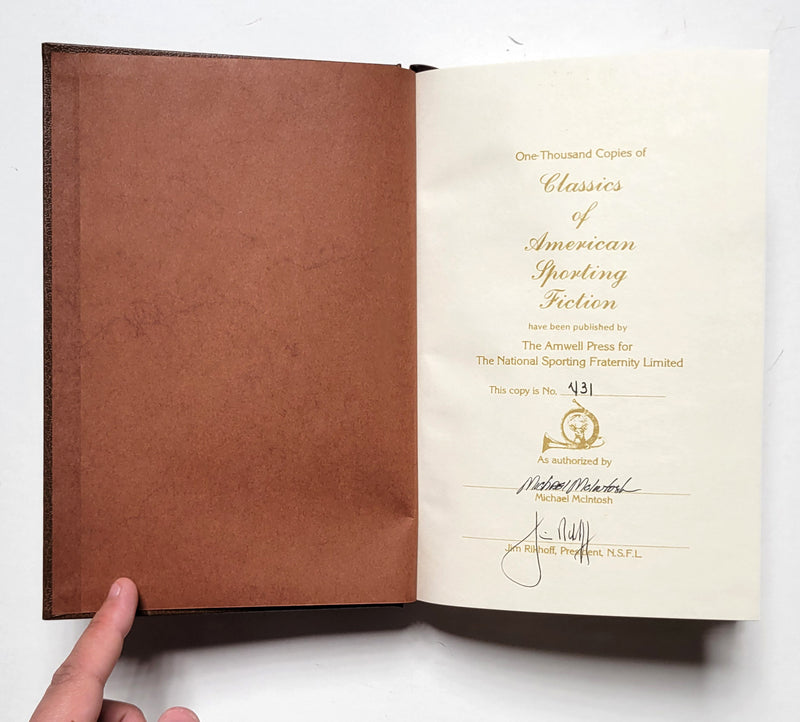 One-Thousand Copies of
Classics
of
American
Sporting
Fiction
have been published by
The Amwell Press for
The National Sporting Fraternity Limited
This copy is No. 431
As authorized by
Michael McIntosh
Michael McIntosh
Jim Rikhoff, President, N.S.F.L.